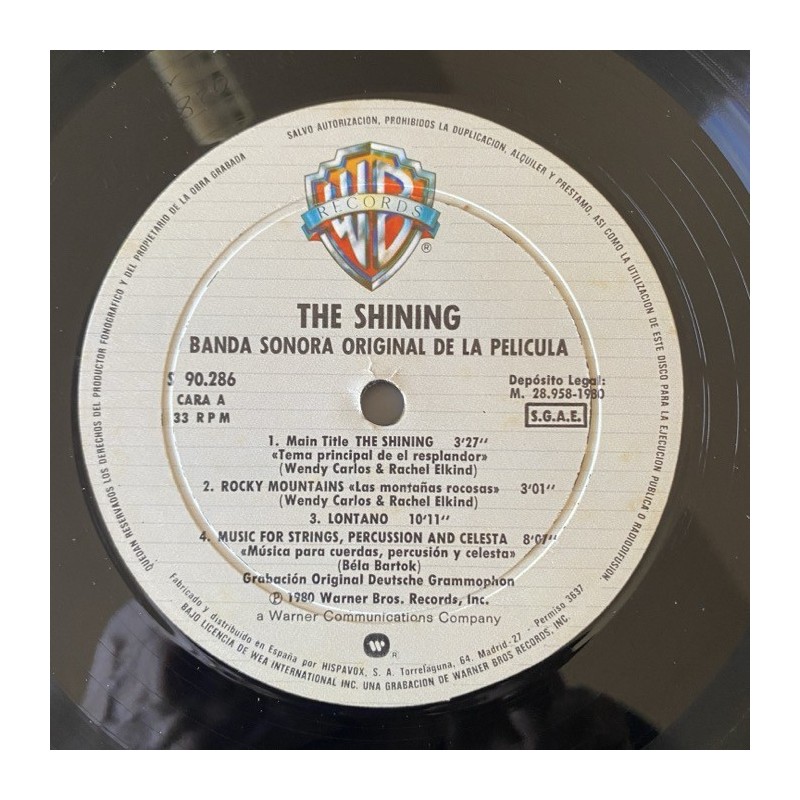 SALVO AUTORIZACION, PROHIBIDOS LA DUPLICACION, ALQUILER Y PRESTAMO, ASI COMO LA UTILIZACION DE ESTE DISCO PARA LA EJECUCION PUBLICA O RADIODIFUSION.
QUEDAN RESERVADOS LOS DERECHOS DEL PRODUCTOR FONOGRAFICO Y DEL PROPIETARIO DE LA OBRA GRABADA
WB
RECORDS
®
THE SHINING
BANDA SONORA ORIGINAL DE LA PELICULA
S 90.286
CARA A
33 RPM
Depósito Legal:
M. 28.958-1980
S.G.A.E.
1. Main Title THE SHINING 3'27''
«Tema principal de el resplandor»
(Wendy Carlos & Rachel Elkind)
2. ROCKY MOUNTAINS «Las montañas rocosas» 3'01''
(Wendy Carlos & Rachel Elkind)
3. LONTANO 10'11''
4. MUSIC FOR STRINGS, PERCUSSION AND CELESTA 8'01''
«Música para cuerdas, percusión y celesta»
(Béla Bartok)
Grabación Original Deutsche Grammophon
℗ 1980 Warner Bros. Records, Inc.
a Warner Communications Company
Fabricado y distribuido en España por HISPAVOX, S. A. Torrelaguna, 64. Madrid-27 - Permiso 3637
BAJO LICENCIA DE WEA INTERNATIONAL INC. UNA GRABACION DE WARNER BROS RECORDS, INC.